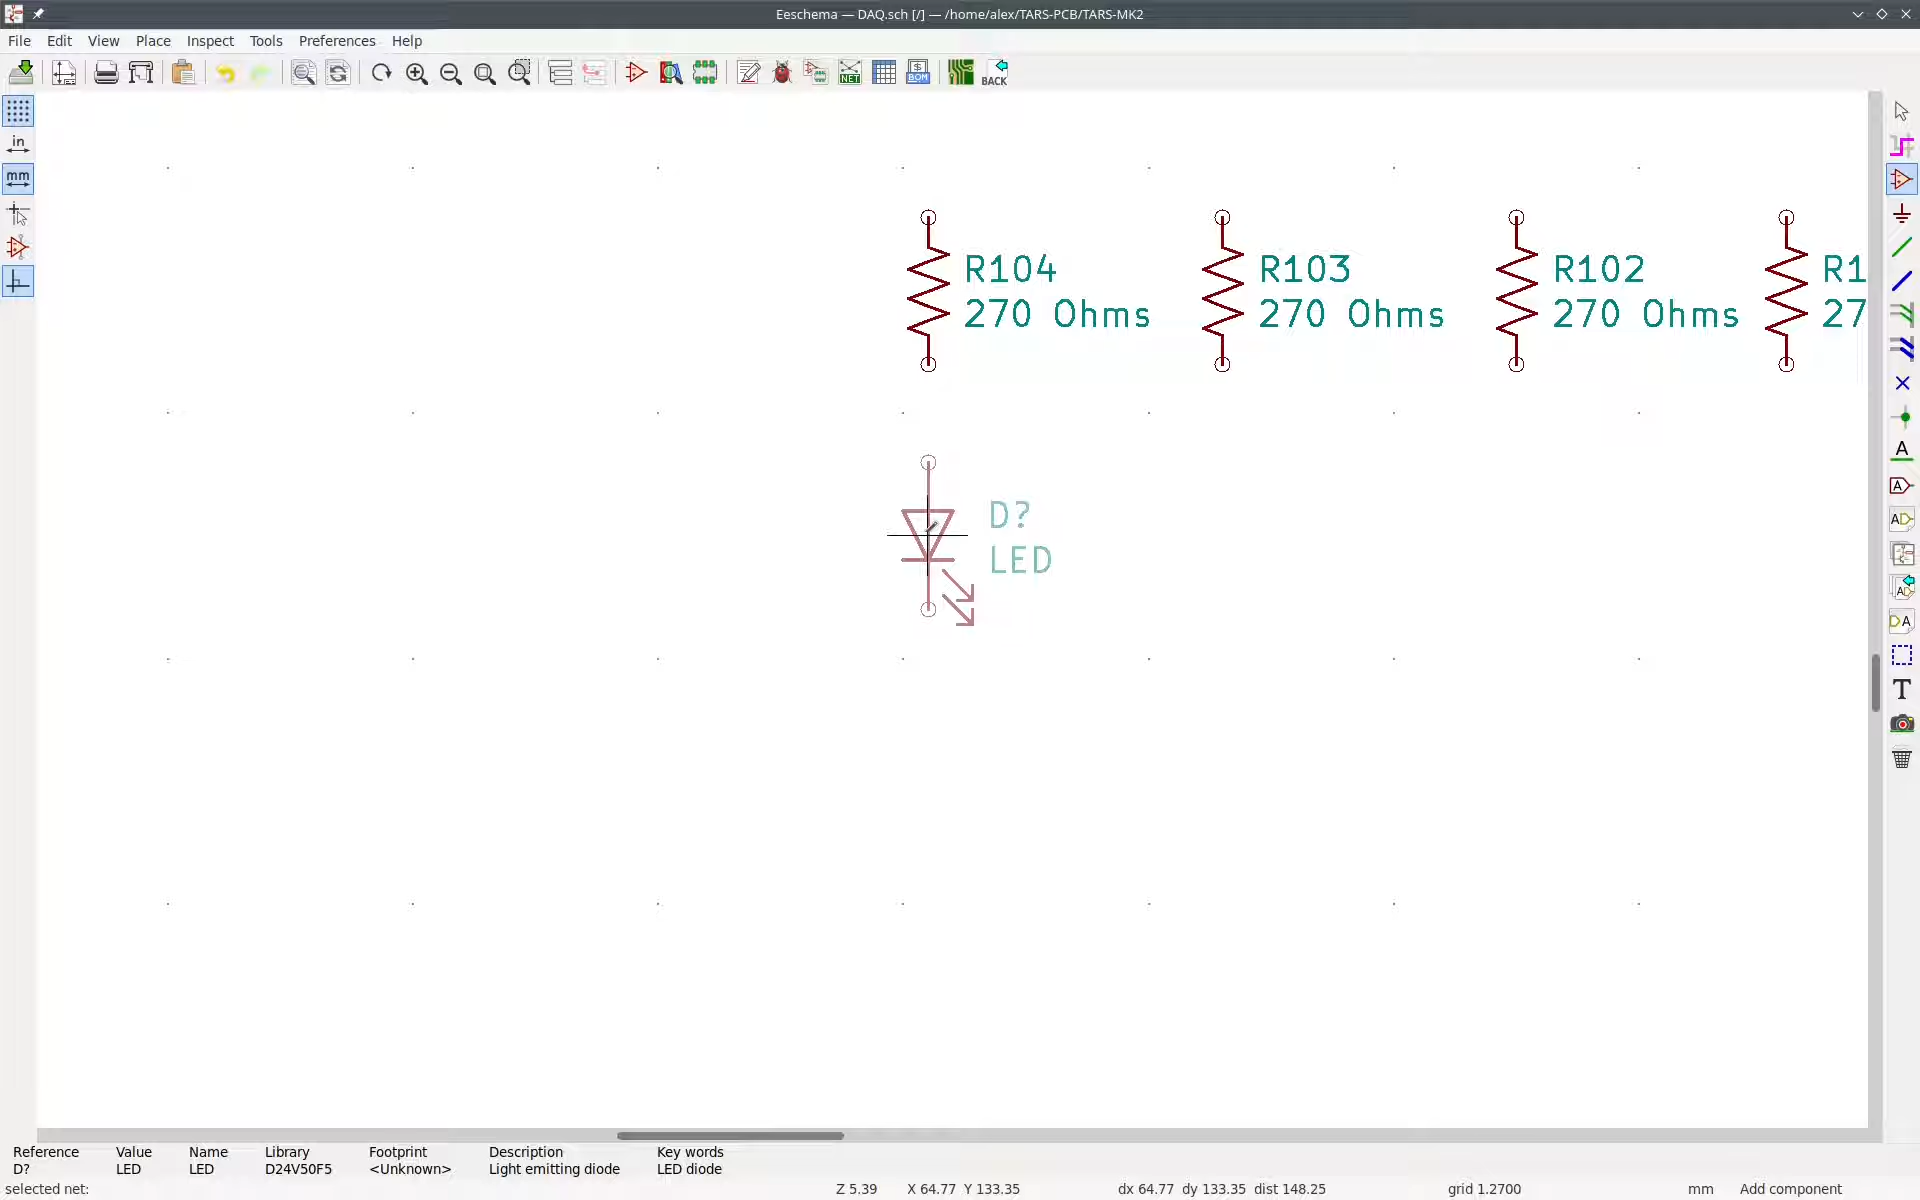 Eeschema — DAQ.sch [/] — /home/alex/TARS-PCB/TARS-MK2
File Edit View Place Inspect Tools Preferences Help
NET
BOM
BACK
in
mm
R104
270 Ohms
R103
270 Ohms
R102
270 Ohms
R1
27
D?
LED
A
A
A
A
A
T
Reference Value Name Library Footprint Description Key words
D? LED LED D24V50F5 <Unknown> Light emitting diode LED diode
selected net: Z 5.39 X 64.77 Y 133.35 dx 64.77 dy 133.35 dist 148.25 grid 1.2700 mm Add component